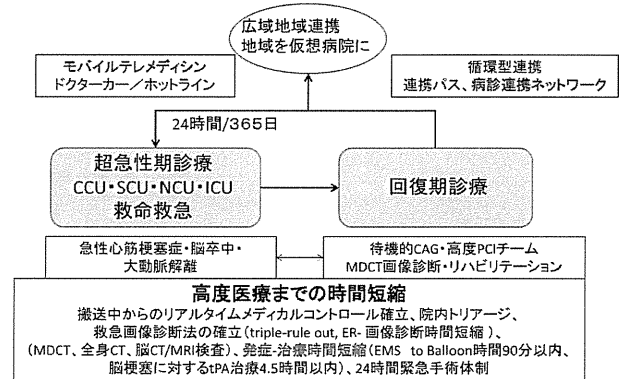 広域地域連携
地域を仮想病院に
モバイルテレメディシン
ドクターカー／ホットライン
循環型連携
連携パス、病診連携ネットワーク
24時間/365日
超急性期診療
CCU・SCU・NCU・ICU
救命救急
回復期診療
急性心筋梗塞症・脳卒中・
大動脈解離
待機的CAG・高度PCIチーム
MDCT画像診断・リハビリテーション
高度医療までの時間短縮
搬送中からのリアルタイムメディカルコントロール確立、院内トリアージ、
救急画像診断法の確立(triple-rule out, ER- 画像診断時間短縮)、
(MDCT、全身CT、脳CT/MRI検査)、発症-治療時間短縮(EMS to Balloon時間90分以内、
脳梗塞に対するtPA治療4.5時間以内)、24時間緊急手術体制